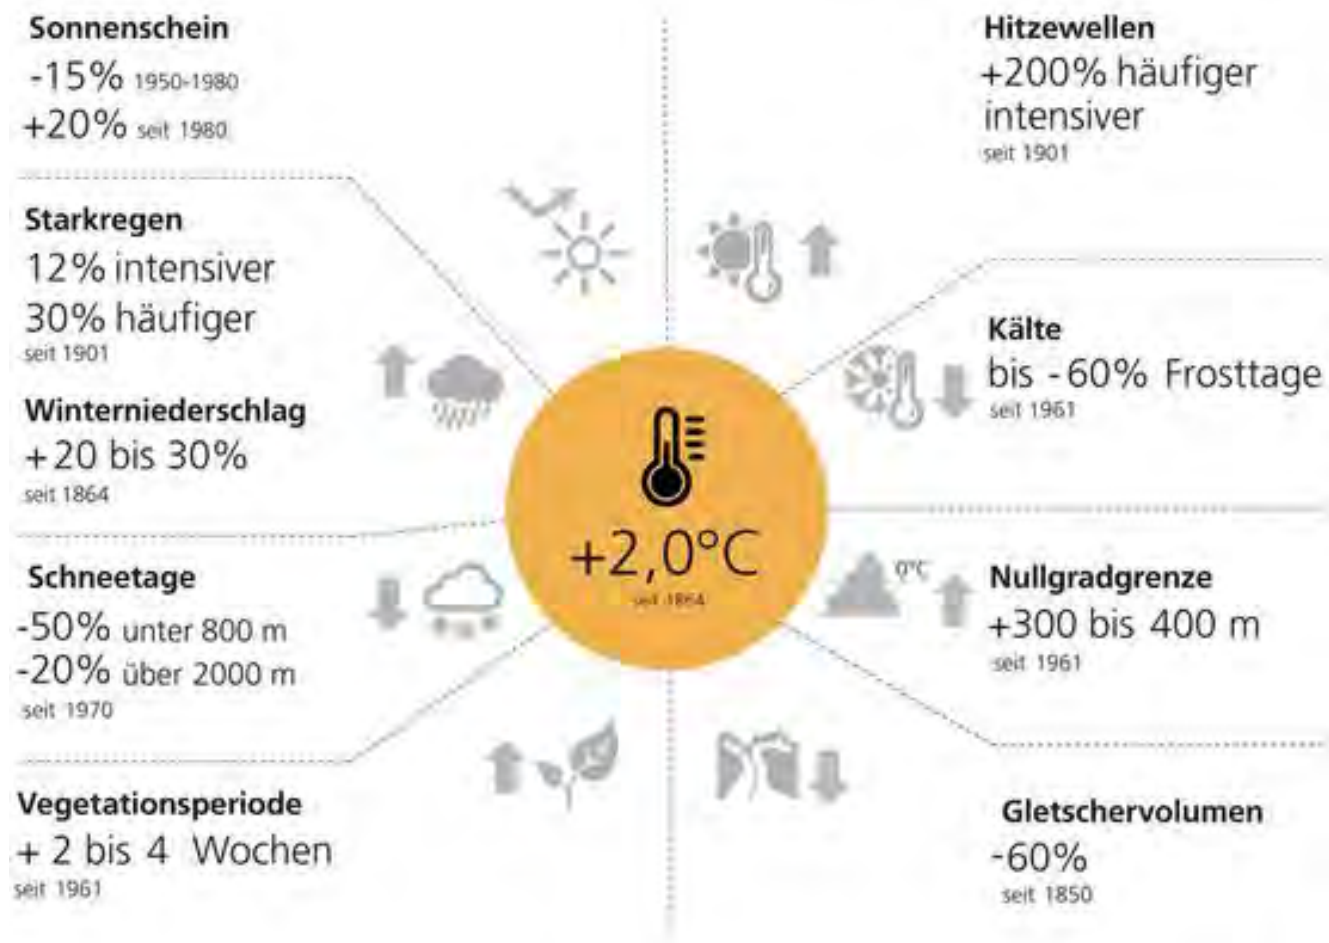 Sonnenschein
-15% 1950-1980
+20% seit 1980
Starkregen
12% intensiver
30% häufiger
seit 1901
Winterniederschlag
+20 bis 30%
seit 1864
Schneetage
-50% unter 800 m
-20% über 2000 m
seit 1970
Vegetationsperiode
+ 2 bis 4 Wochen
seit 1961
+2,0°C
seit 1864
Hitzewellen
+200% häufiger
intensiver
seit 1901
Kälte
bis -60% Frosttage
seit 1961
0°C
Nullgradgrenze
+300 bis 400 m
seit 1961
Gletschervolumen
-60%
seit 1850